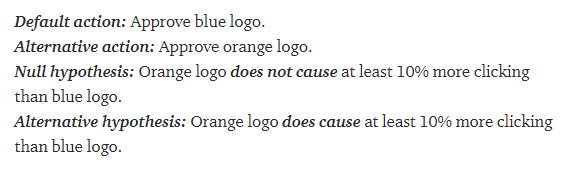 Default action: Approve blue logo.
Alternative action: Approve orange logo.
Null hypothesis: Orange logo does not cause at least 10% more clicking
than blue logo.
Alternative hypothesis: Orange logo does cause at least 10% more clicking
than blue logo.